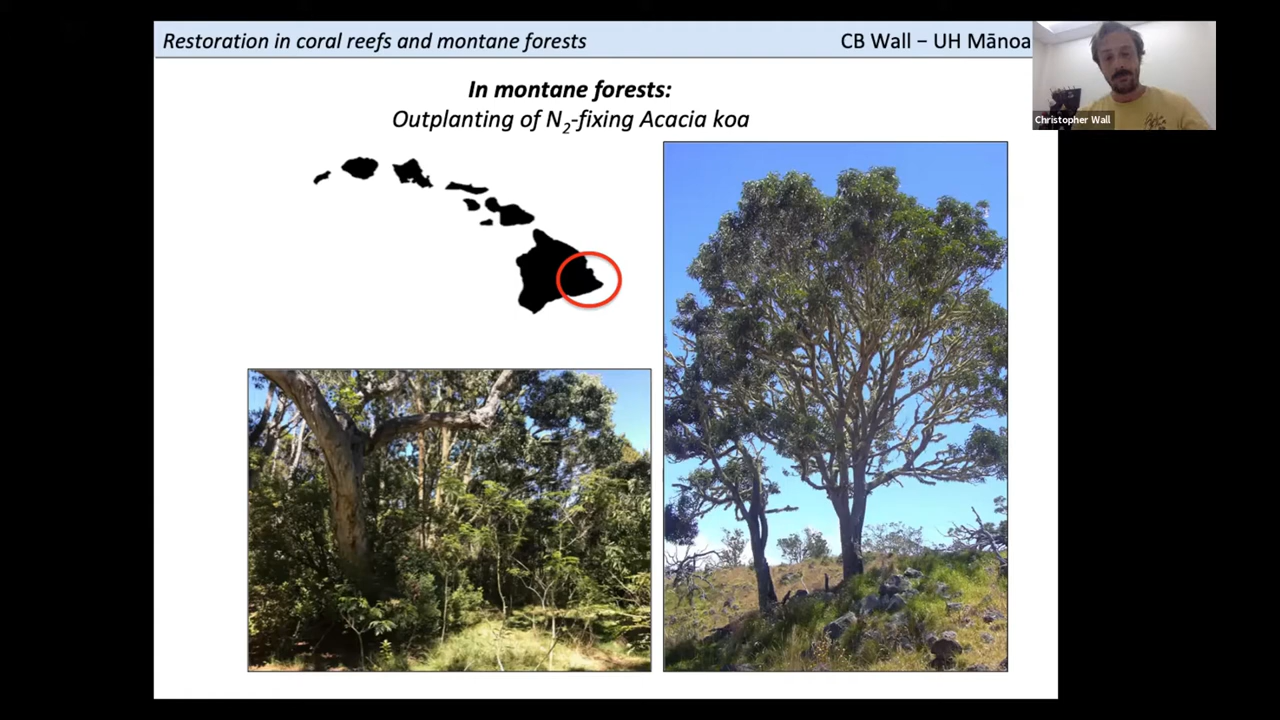 Restoration in coral reefs and montane forests
CB Wall – UH Mānoa
Christopher Wall
In montane forests:
Outplanting of N₂-fixing Acacia koa